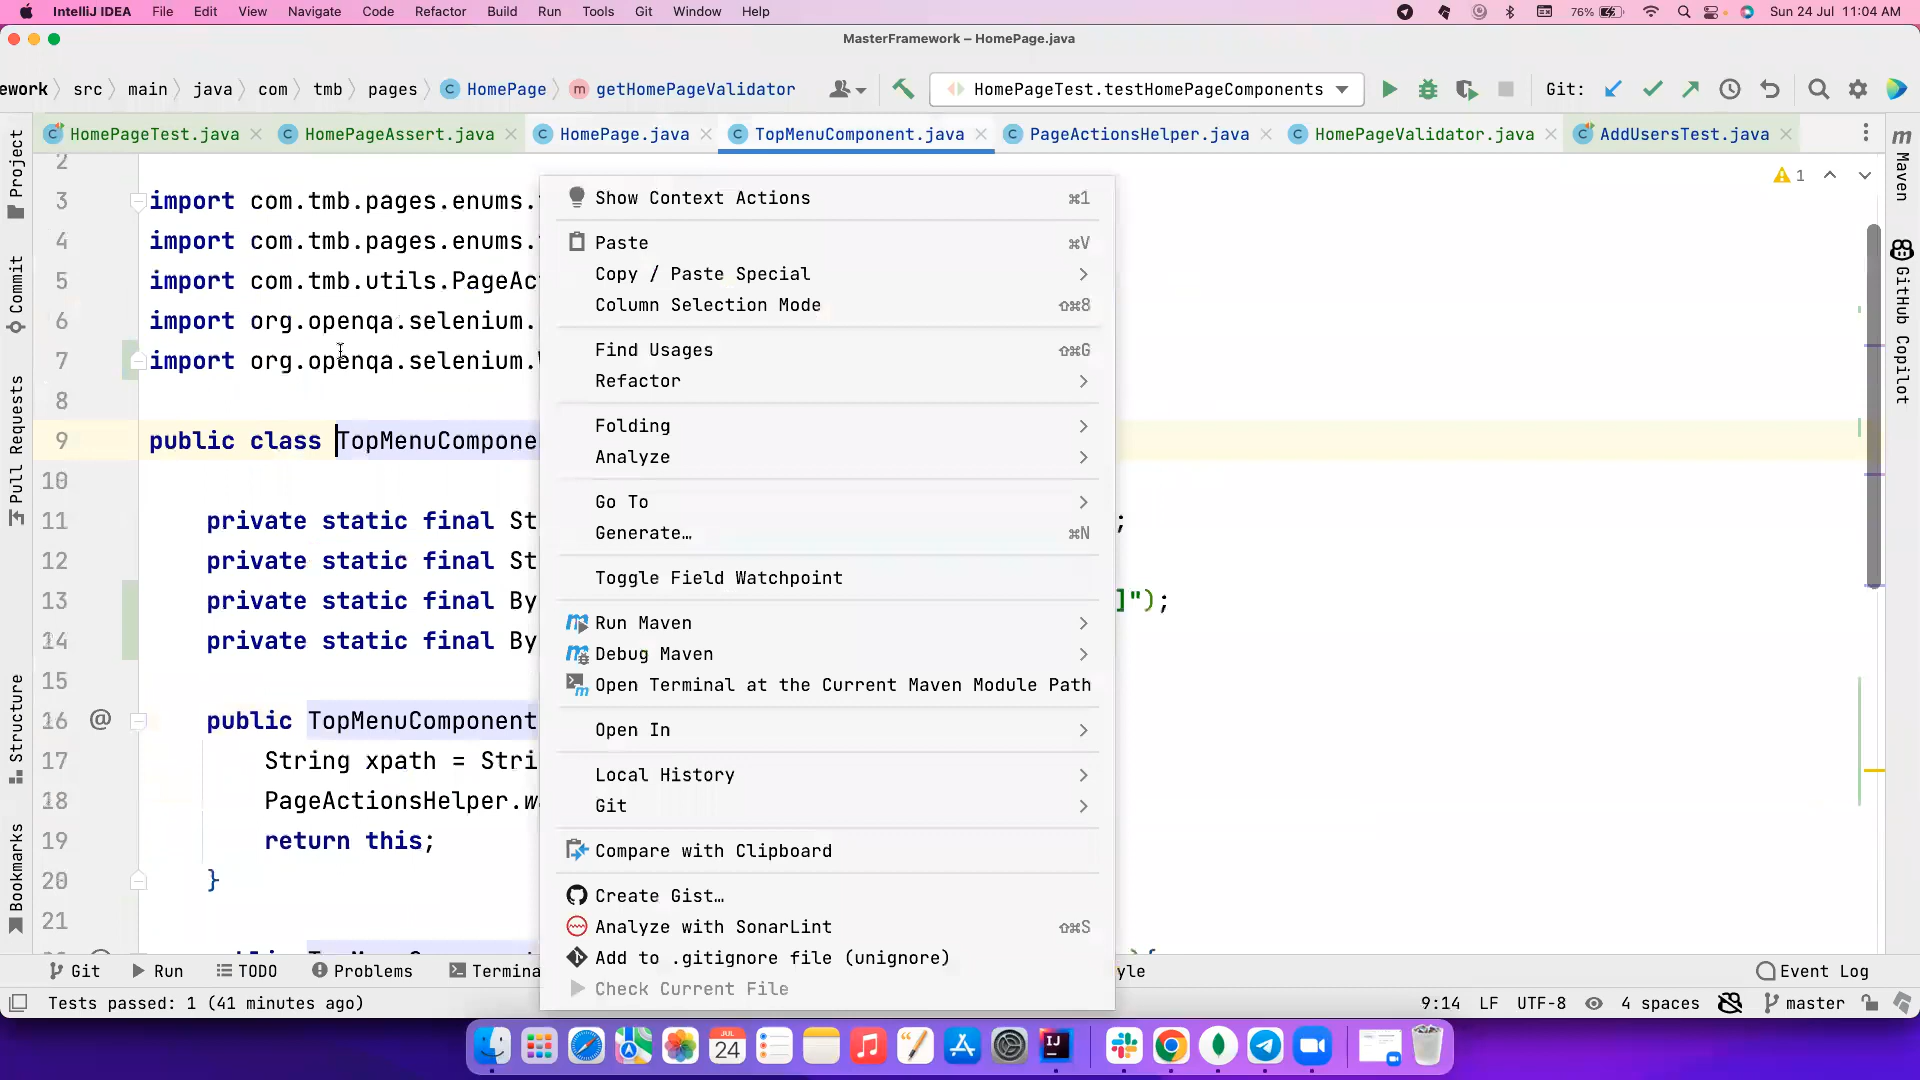 IntelliJ IDEA File Edit View Navigate Code Refactor Build Run Tools Git Window Help 76% Sun 24 Jul 11:04 AM
MasterFramework – HomePage.java
ework src main java com tmb pages HomePage getHomePageValidator HomePageTest.testHomePageComponents Git:
HomePageTest.java HomePageAssert.java HomePage.java TopMenuComponent.java PageActionsHelper.java HomePageValidator.java AddUsersTest.java
Project
Commit
Pull Requests
Structure
Bookmarks
Maven
GitHub Copilot
1
2
3 import com.tmb.pages.enums.
4 import com.tmb.pages.enums.
5 import com.tmb.utils.PageAc
6 import org.openqa.selenium.
7 import org.openqa.selenium.
8
9 public class TopMenuCompone
10
11 private static final St ;
12 private static final St
13 private static final By ]");
14 private static final By
15
16 @ public TopMenuComponent
17 String xpath = Stri
18 PageActionsHelper.wa
19 return this;
20 }
21
Show Context Actions ⌘1
Paste ⌘V
Copy / Paste Special
Column Selection Mode ⇧⌘8
Find Usages ⇧⌘G
Refactor
Folding
Analyze
Go To
Generate… ⌘N
Toggle Field Watchpoint
Run Maven
Debug Maven
Open Terminal at the Current Maven Module Path
Open In
Local History
Git
Compare with Clipboard
Create Gist…
Analyze with SonarLint ⇧⌘S
Add to .gitignore file (unignore)
Check Current File
Git Run TODO Problems Termina yle Event Log
Tests passed: 1 (41 minutes ago) 9:14 LF UTF-8 4 spaces master
JUL
24
IJ